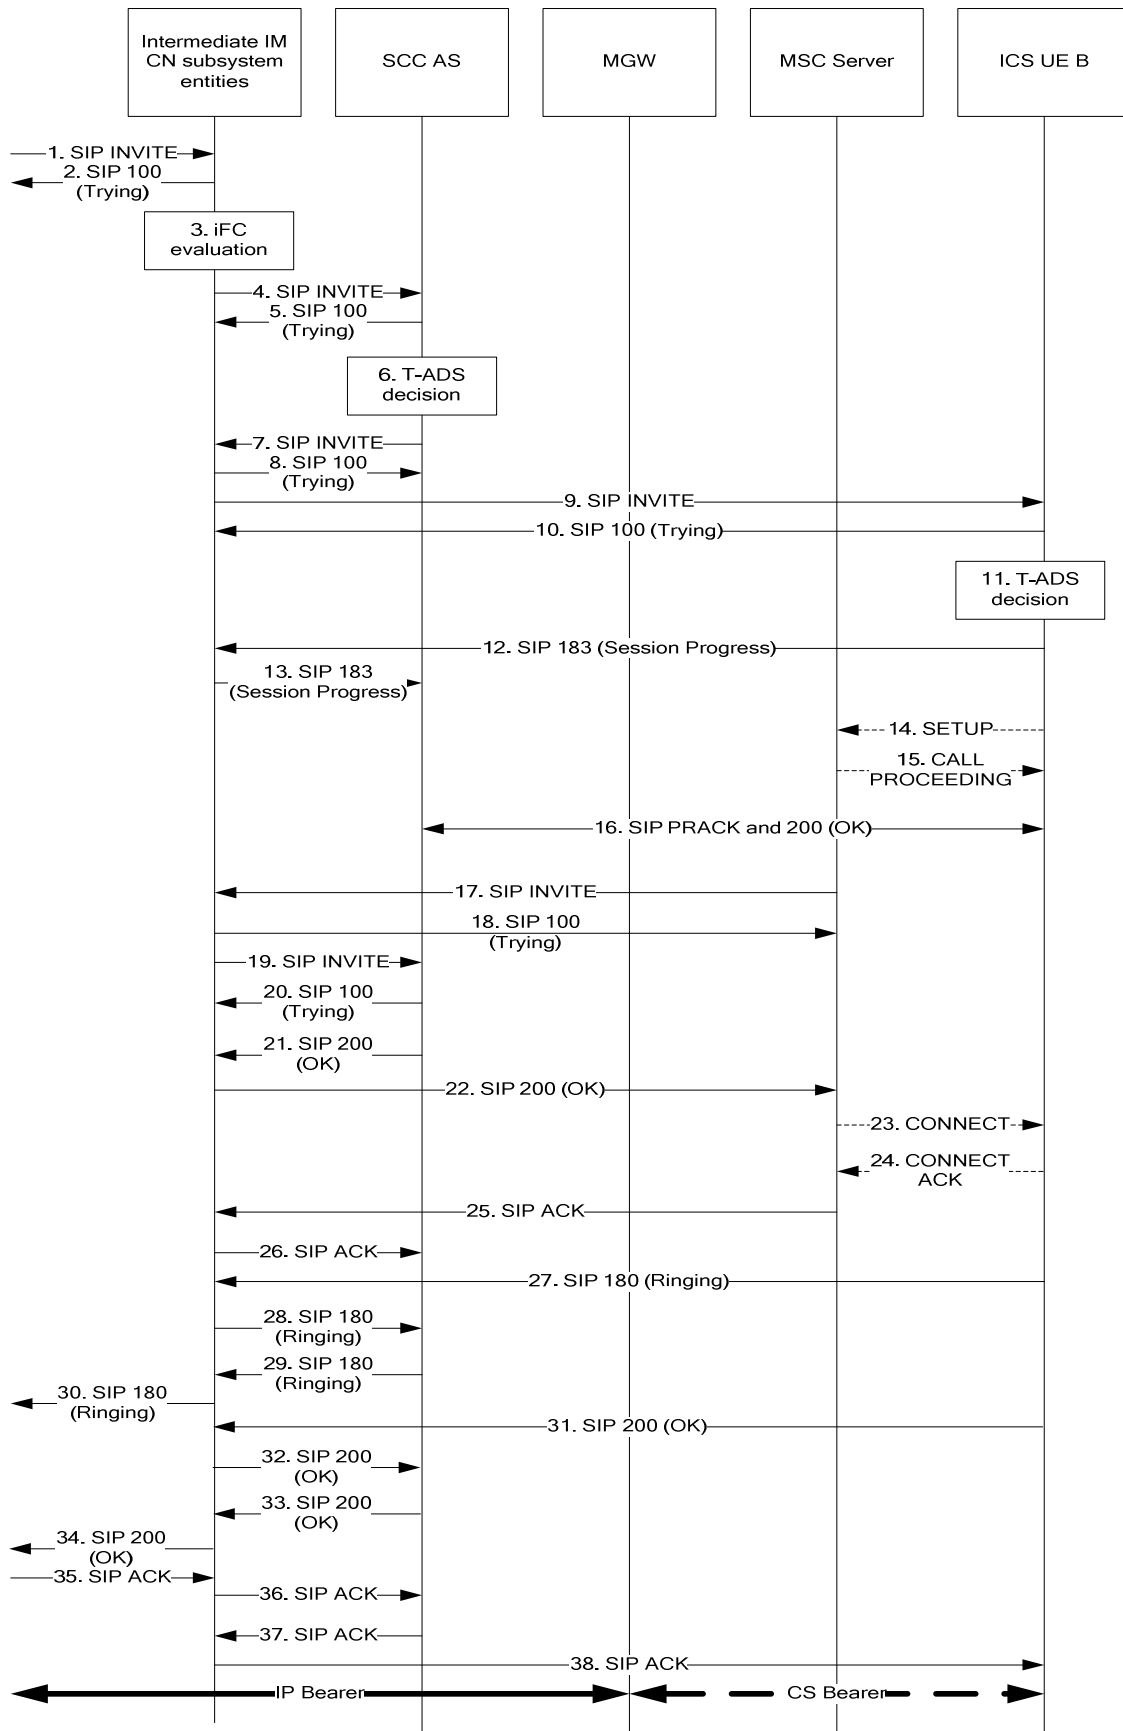 Intermediate IM
CN subsystem
entities
SCC AS
MGW
MSC Server
ICS UE B
1. SIP INVITE
2. SIP 100
(Trying)
3. iFC
evaluation
4. SIP INVITE
5. SIP 100
(Trying)
6. T-ADS
decision
7. SIP INVITE
8. SIP 100
(Trying)
9. SIP INVITE
10. SIP 100 (Trying)
11. T-ADS
decision
12. SIP 183 (Session Progress)
13. SIP 183
(Session Progress)
14. SETUP
15. CALL
PROCEEDING
16. SIP PRACK and 200 (OK)
17. SIP INVITE
18. SIP 100
(Trying)
19. SIP INVITE
20. SIP 100
(Trying)
21. SIP 200
(OK)
22. SIP 200 (OK)
23. CONNECT
24. CONNECT
ACK
25. SIP ACK
26. SIP ACK
27. SIP 180 (Ringing)
28. SIP 180
(Ringing)
29. SIP 180
(Ringing)
30. SIP 180
(Ringing)
31. SIP 200 (OK)
32. SIP 200
(OK)
33. SIP 200
(OK)
34. SIP 200
(OK)
35. SIP ACK
36. SIP ACK
37. SIP ACK
38. SIP ACK
IP Bearer
CS Bearer